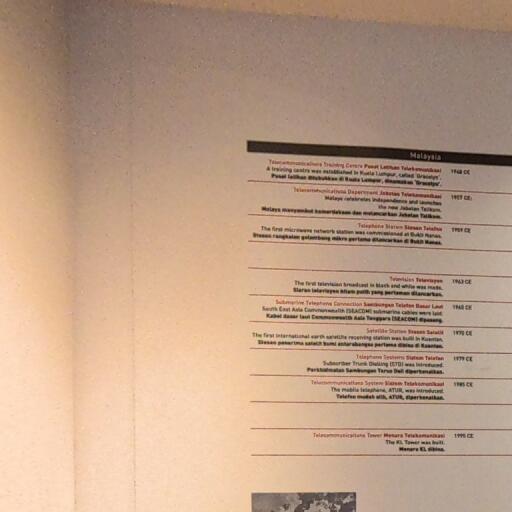 Malaysia
Telecommunications Training Centre Pusat Latihan Telekomunikasi 1948 CE
A training centre was established in Kuala Lumpur, called 'Gracelyn'.
Pusat latihan ditubuhkan di Kuala Lumpur, dinamakan 'Gracelyn'.
Telecommunications Department Jabatan Telekomunikasi 1957 CE
Malaya celebrates independence and launches
the new Jabatan Telikom.
Malaya menyambut kemerdekaan dan melancarkan Jabatan Telikom.
Telephone Station Stesen Telefon 1959 CE
The first microwave network station was commissioned at Bukit Nanas.
Stesen rangkaian gelombang mikro pertama dilancarkan di Bukit Nanas.
Television Televisyen 1963 CE
The first television broadcast in black and white was made.
Siaran televisyen hitam putih yang pertama dilancarkan.
Submarine Telephone Connection Sambungan Telefon Dasar Laut 1965 CE
South East Asia Commonwealth (SEACOM) submarine cables were laid.
Kabel dasar laut Commonwealth Asia Tenggara (SEACOM) dipasang.
Satellite Station Stesen Satelit 1970 CE
The first international earth satellite receiving station was built in Kuantan.
Stesen penerima satelit bumi antarabangsa pertama dibina di Kuantan.
Telephone Systems Sistem Telefon 1979 CE
Subscriber Trunk Dialling (STD) was introduced.
Perkhidmatan Sambungan Terus Dail diperkenalkan.
Telecommunications System Sistem Telekomunikasi 1985 CE
The mobile telephone, ATUR, was introduced.
Telefon mudah alih, ATUR, diperkenalkan.
Telecommunications Tower Menara Telekomunikasi 1995 CE
The KL Tower was built.
Menara KL dibina.